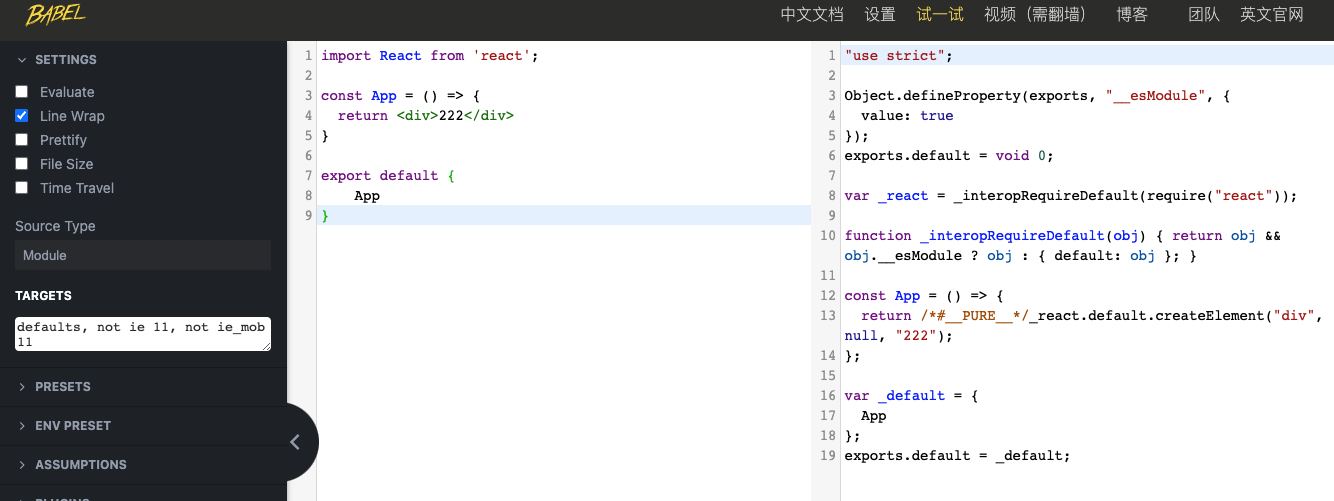 BABEL
中文文档 设置 试一试 视频（需翻墙） 博客 团队 英文官网
SETTINGS
Evaluate
Line Wrap
Prettify
File Size
Time Travel
Source Type
Module
TARGETS
defaults, not ie 11, not ie_mob
11
PRESETS
ENV PRESET
ASSUMPTIONS
1 import React from 'react';
2
3 const App = () => {
4   return <div>222</div>
5 }
6
7 export default {
8     App
9 }
1 "use strict";
2
3 Object.defineProperty(exports, "__esModule", {
4   value: true
5 });
6 exports.default = void 0;
7
8 var _react = _interopRequireDefault(require("react"));
9
10 function _interopRequireDefault(obj) { return obj &&
obj.__esModule ? obj : { default: obj }; }
11
12 const App = () => {
13   return /*#__PURE__*/_react.default.createElement("div",
null, "222");
14 };
15
16 var _default = {
17   App
18 };
19 exports.default = _default;